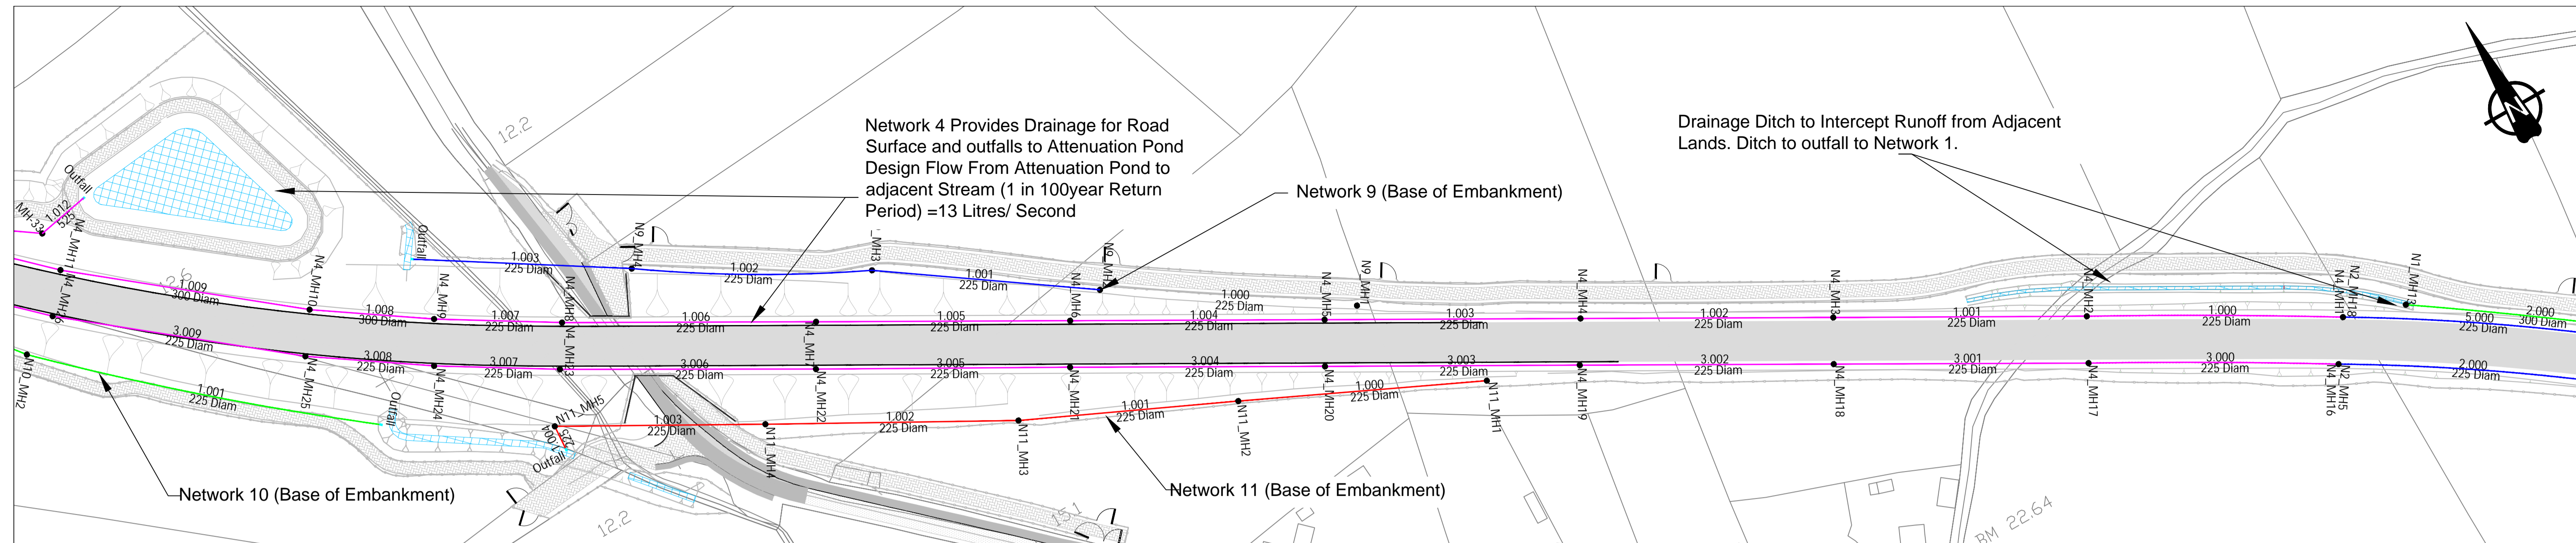 Network 4 Provides Drainage for Road
Surface and outfalls to Attenuation Pond
Design Flow From Attenuation Pond to
adjacent Stream (1 in 100year Return
Period) =13 Litres/ Second
Network 9 (Base of Embankment)
Drainage Ditch to Intercept Runoff from Adjacent
Lands. Ditch to outfall to Network 1.
12.2
Outfall
MH-33
1.012
525
N4_MH11
Outfall
N9_MH4
_MH3
N9_MH1
N1_MH13
1.003
225 Diam
1.002
225 Diam
1.001
225 Diam
1.000
225 Diam
N4_MH10
N4_MH9
N4_MH8
N4_MH7
N4_MH6
N4_MH5
N4_MH4
N4_MH3
N4_MH2
N4_MH1
N2_MH18
1.009
300 Diam
1.008
300 Diam
1.007
225 Diam
1.006
225 Diam
1.005
225 Diam
1.004
225 Diam
1.003
225 Diam
1.002
225 Diam
1.001
225 Diam
1.000
225 Diam
5.000
225 Diam
2.000
300 Diam
3.009
225 Diam
3.008
225 Diam
3.007
225 Diam
3.006
225 Diam
3.005
225 Diam
3.004
225 Diam
3.003
225 Diam
3.002
225 Diam
3.001
225 Diam
3.000
225 Diam
2.000
225 Diam
N10_MH2
N4_MH25
N4_MH24
N4_MH23
N4_MH22
N4_MH21
N4_MH20
N4_MH19
N4_MH18
N4_MH17
N4_MH16
N2_MH5
1.001
225 Diam
Outfall
N11_MH5
1.004
225
Outfall
1.003
225 Diam
N11_MH4
1.002
225 Diam
N11_MH3
1.001
225 Diam
N11_MH2
1.000
225 Diam
N11_MH1
Network 10 (Base of Embankment)
Network 11 (Base of Embankment)
12.2
15.1
BM 22.64